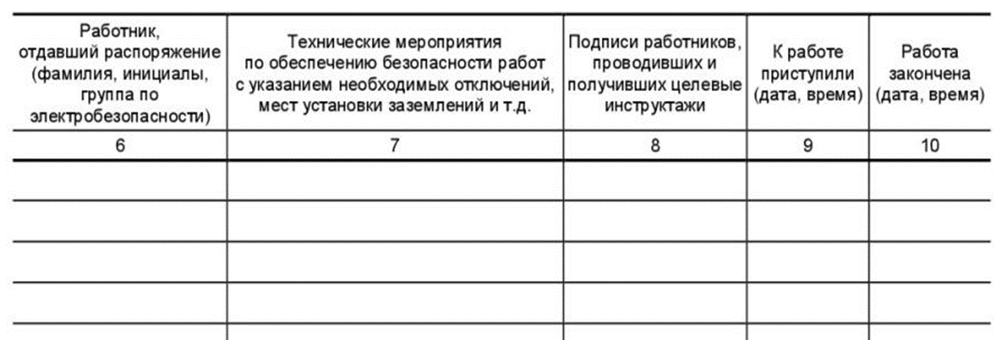 Работник,
отдавший распоряжение
(фамилия, инициалы,
группа по
электробезопасности)
Технические мероприятия
по обеспечению безопасности работ
с указанием необходимых отключений,
мест установки заземлений и т.д.
Подписи работников,
проводивших и
получивших целевые
инструктажи
К работе
приступили
(дата, время)
Работа
закончена
(дата, время)
6 7 8 9 10